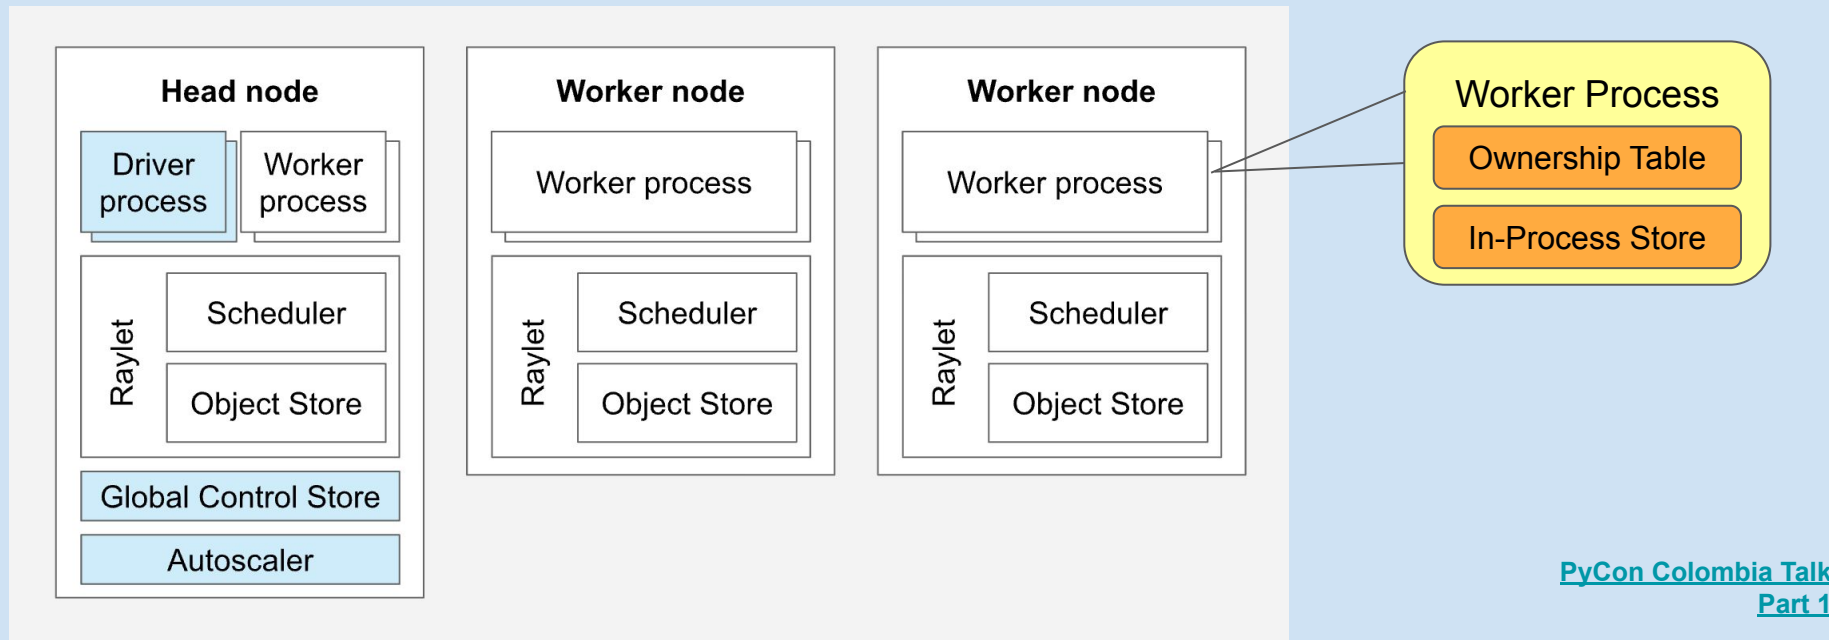 Head node
Driver
process
Worker
process
Raylet
Scheduler
Object Store
Global Control Store
Autoscaler
Worker node
Worker process
Raylet
Scheduler
Object Store
Worker node
Worker process
Raylet
Scheduler
Object Store
Worker Process
Ownership Table
In-Process Store
PyCon Colombia Talk
Part 1